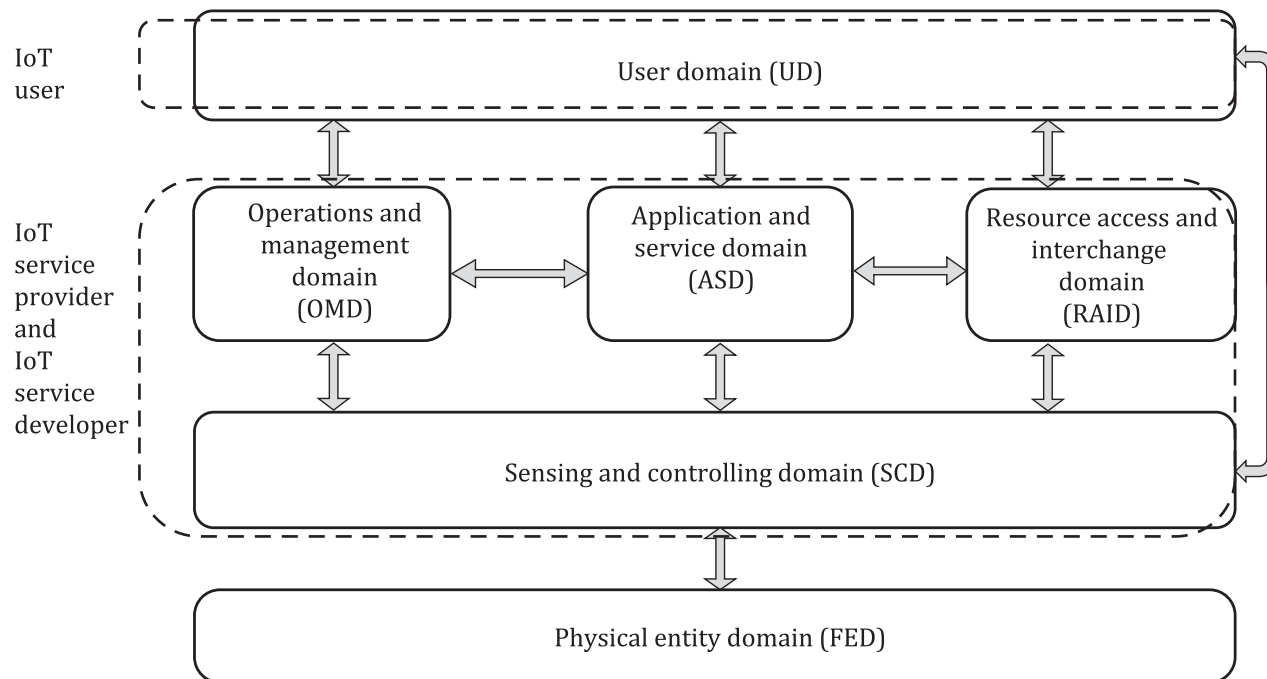 IoT
user
User domain (UD)
IoT
service
provider
and
IoT
service
developer
Operations and
management
domain
(OMD)
Application and
service domain
(ASD)
Resource access and
interchange
domain
(RAID)
Sensing and controlling domain (SCD)
Physical entity domain (FED)